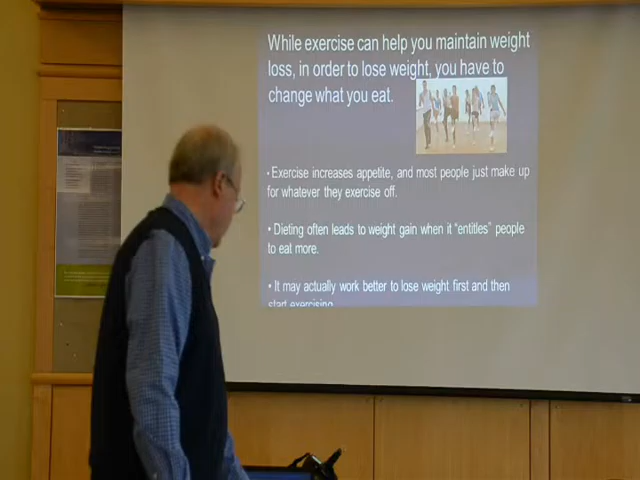 While exercise can help you maintain weight
loss, in order to lose weight, you have to
change what you eat.
• Exercise increases appetite, and most people just make up
for whatever they exercise off.
• Dieting often leads to weight gain when it "entitles" people
to eat more.
• It may actually work better to lose weight first and then
start exercising.